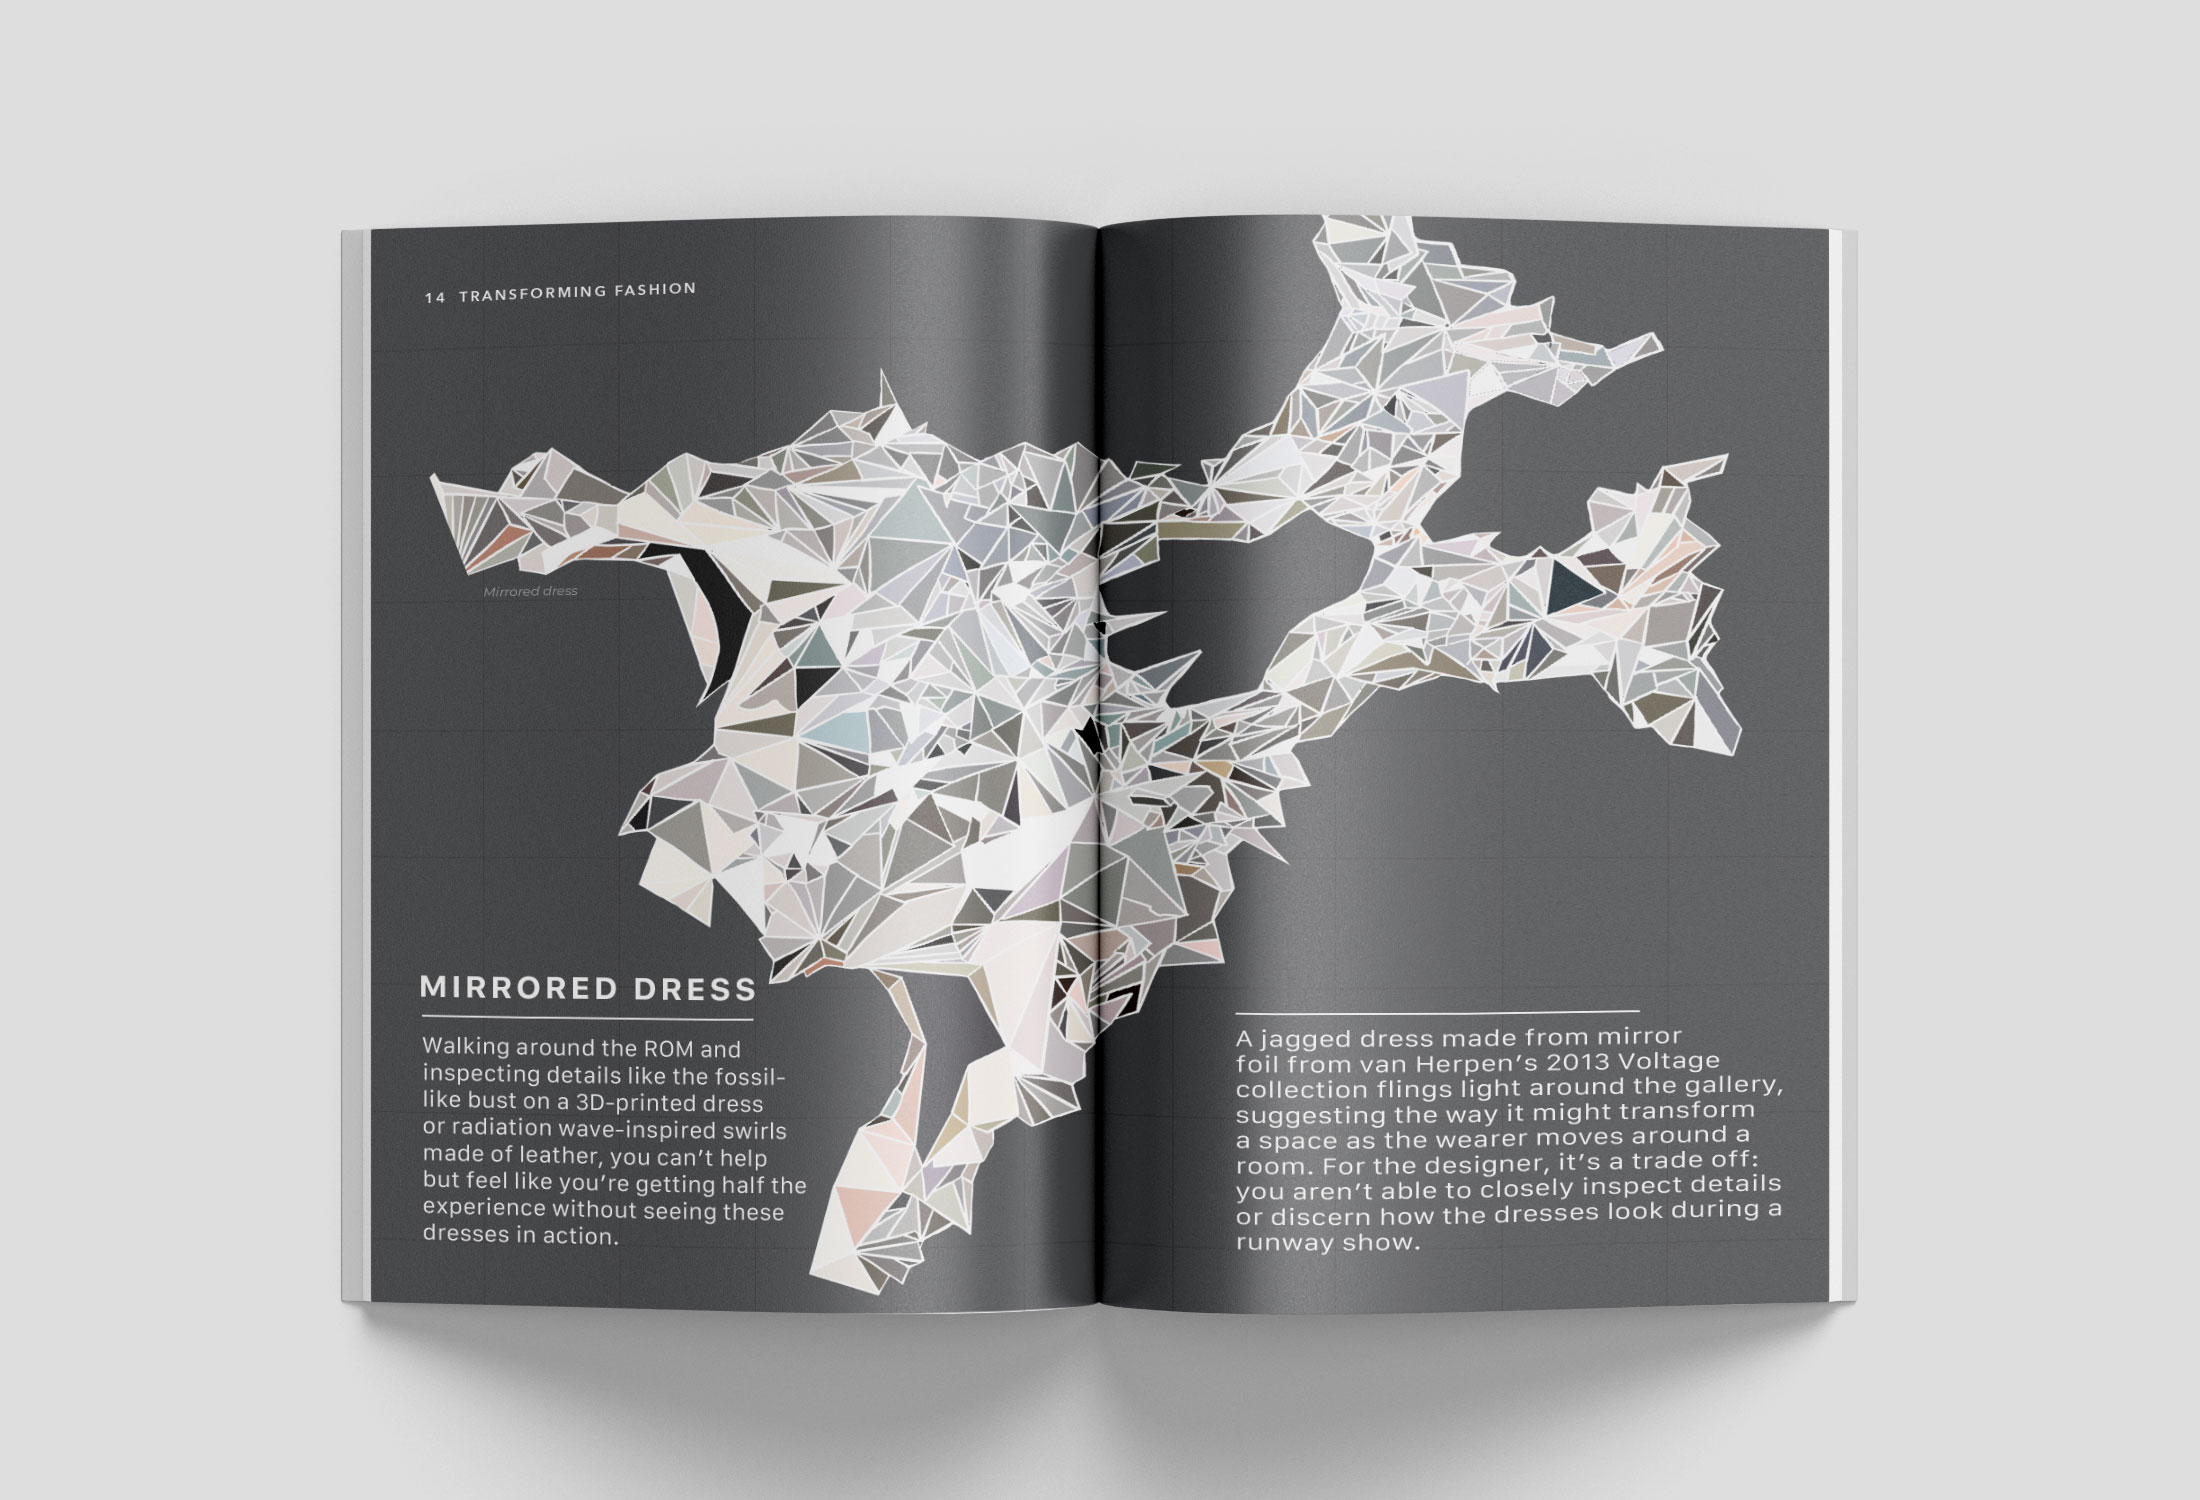 14 TRANSFORMING FASHION
Mirrored dress
MIRRORED DRESS
Walking around the ROM and
inspecting details like the fossil-
like bust on a 3D-printed dress
or radiation wave-inspired swirls
made of leather, you can’t help
but feel like you’re getting half the
experience without seeing these
dresses in action.
A jagged dress made from mirror
foil from van Herpen’s 2013 Voltage
collection flings light around the gallery,
suggesting the way it might transform
a space as the wearer moves around a
room. For the designer, it’s a trade off:
you aren’t able to closely inspect details
or discern how the dresses look during a
runway show.